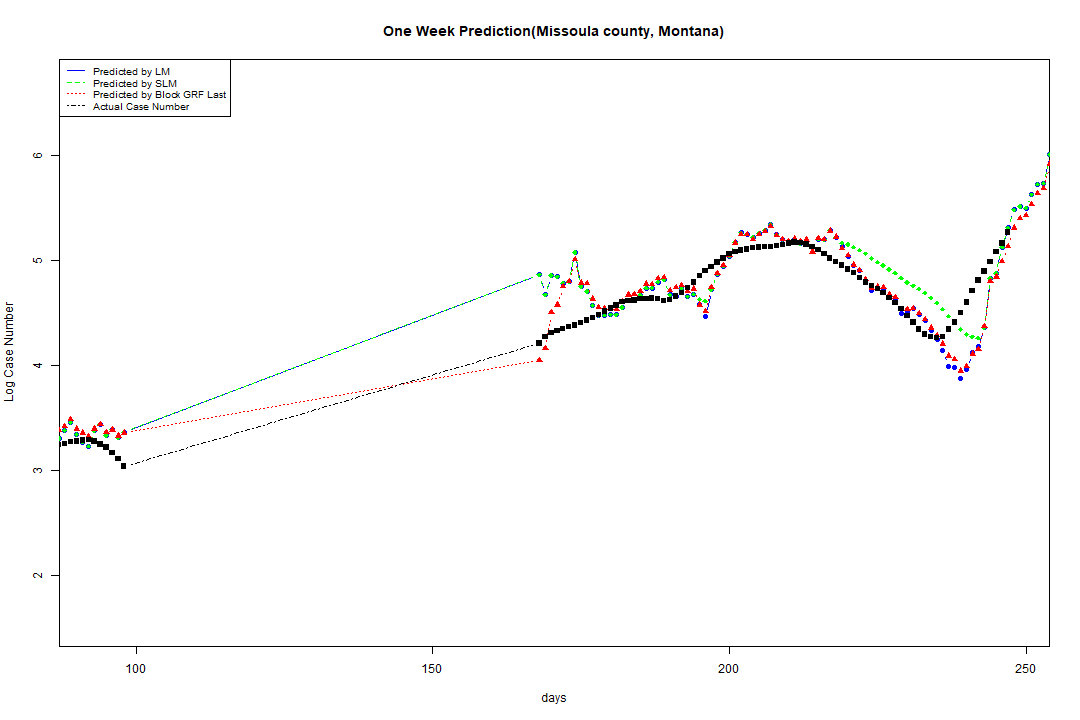 One Week Prediction(Missoula county, Montana)
Predicted by LM
Predicted by SLM
Predicted by Block GRF Last
Actual Case Number
6
5
4
3
2
Log Case Number
100
150
200
250
days